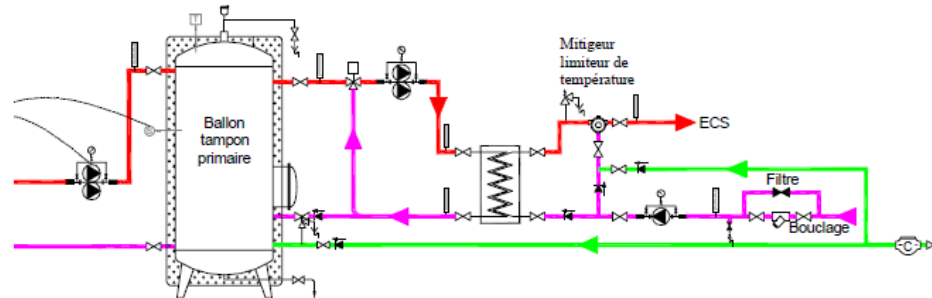 T
Mitigeur
limiteur de
température
Ballon
tampon
primaire
ECS
Filtre
Bouclage
C